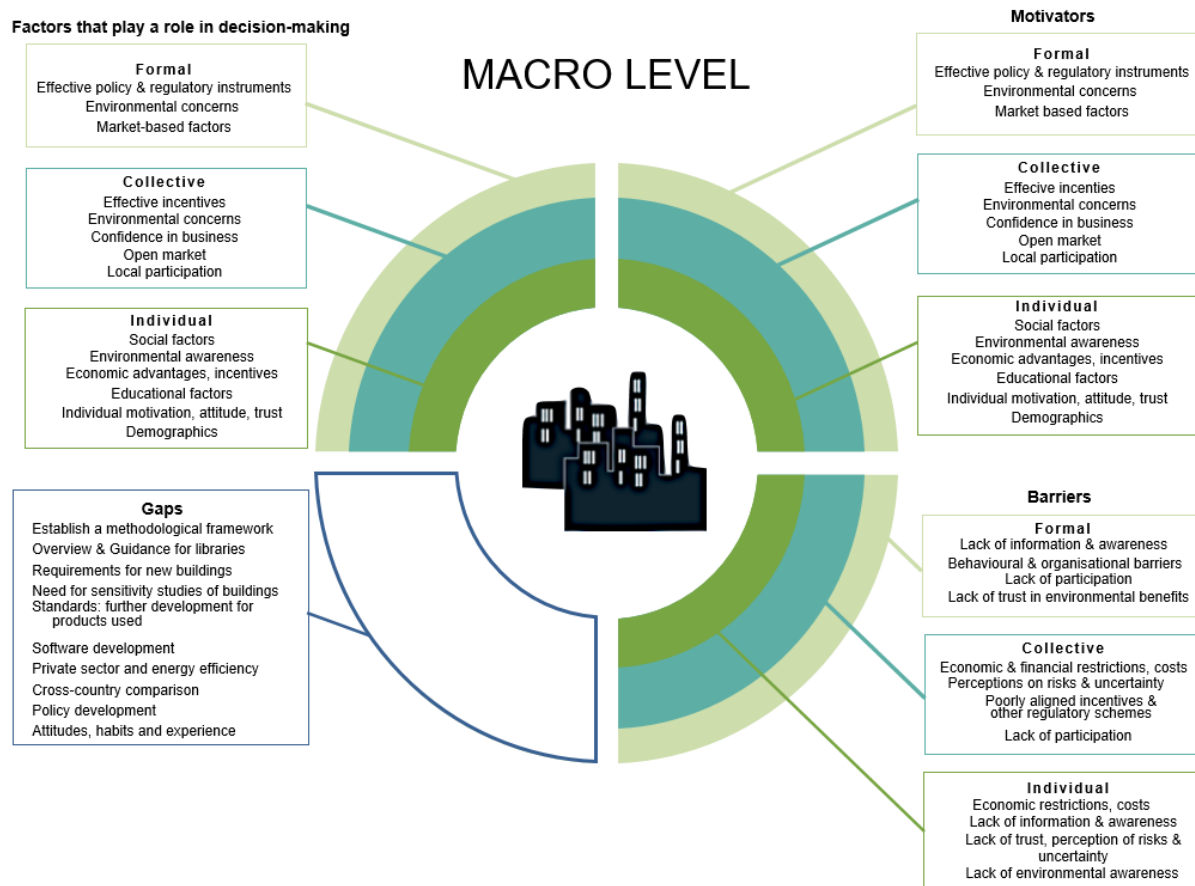 Factors that play a role in decision-making
Formal
Effective policy & regulatory instruments
Environmental concerns
Market-based factors
Collective
Effective incentives
Environmental concerns
Confidence in business
Open market
Local participation
Individual
Social factors
Environmental awareness
Economic advantages, incentives
Educational factors
Individual motivation, attitude, trust
Demographics
Gaps
Establish a methodological framework
Overview & Guidance for libraries
Requirements for new buildings
Need for sensitivity studies of buildings
Standards: further development for
products used
Software development
Private sector and energy efficiency
Cross-country comparison
Policy development
Attitudes, habits and experience
MACRO LEVEL
Motivators
Formal
Effective policy & regulatory instruments
Environmental concerns
Market based factors
Collective
Effecive incenties
Environmental concerns
Confidence in business
Open market
Local participation
Individual
Social factors
Environmental awareness
Economic advantages, incentives
Educational factors
Individual motivation, attitude, trust
Demographics
Barriers
Formal
Lack of information & awareness
Behavioural & organisational barriers
Lack of participation
Lack of trust in environmental benefits
Collective
Economic & financial restrictions, costs
Perceptions on risks & uncertainty
Poorly aligned incentives &
other regulatory schemes
Lack of participation
Individual
Economic restrictions, costs
Lack of information & awareness
Lack of trust, perception of risks &
uncertainty
Lack of environmental awareness